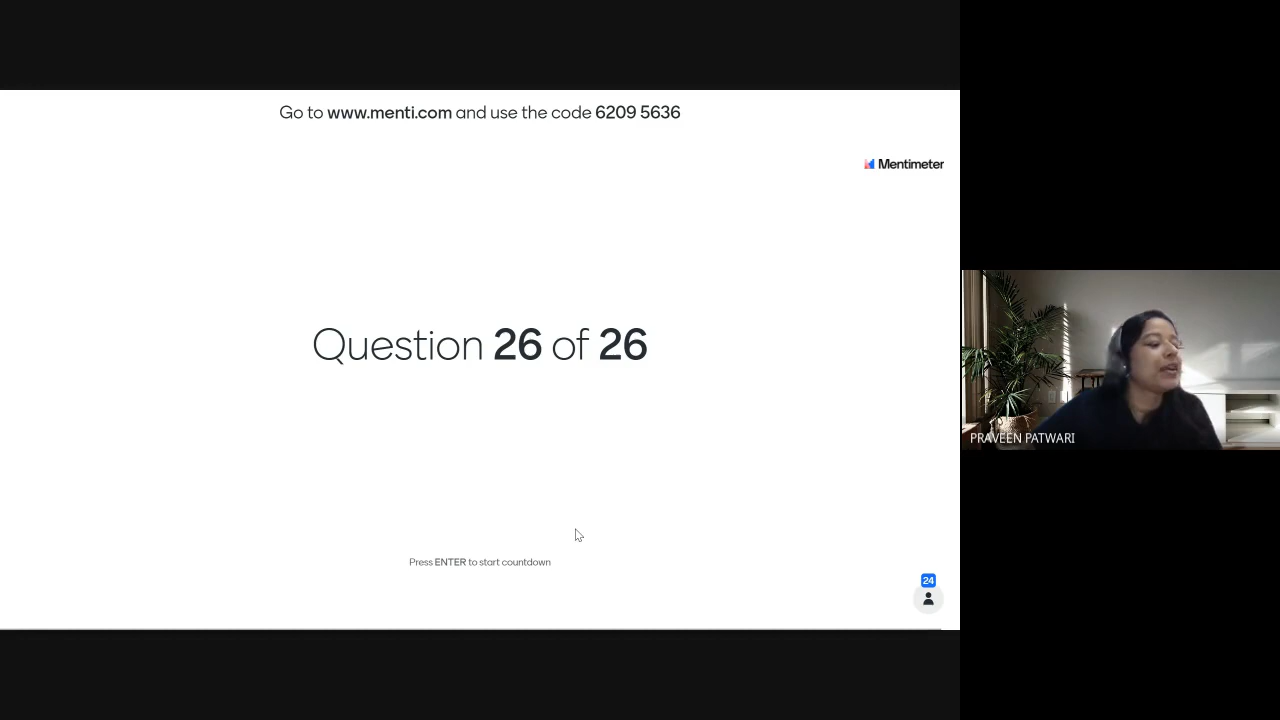 Go to www.menti.com and use the code 6209 5636
Mentimeter
Question 26 of 26
PRAVEEN PATWARI
Press ENTER to start countdown
24